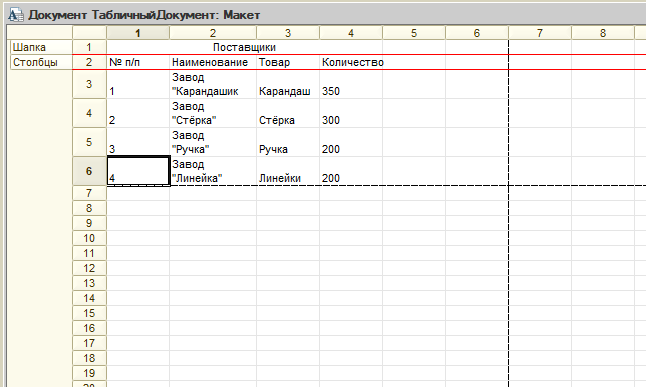 Документ ТабличныйДокумент: Макет
1 2 3 4 5 6 7 8
Шапка 1 Поставщики
Столбцы 2 № п/п Наименование Товар Количество
Завод
3 1 "Карандашик Карандаш 350
Завод
4 2 "Стёрка" Стёрка 300
Завод
5 3 "Ручка" Ручка 200
Завод
6 4 "Линейка" Линейки 200
7
8
9
10
11
12
13
14
15
16
17
18
19
20